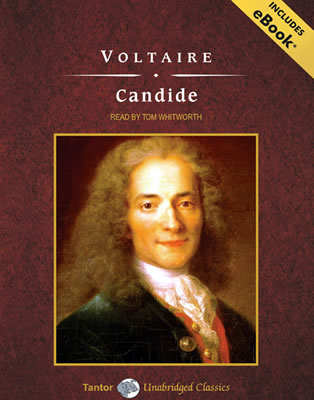 INCLUDES
eBook*
VOLTAIRE
Candide
READ BY TOM WHITWORTH
Tantor Unabridged Classics